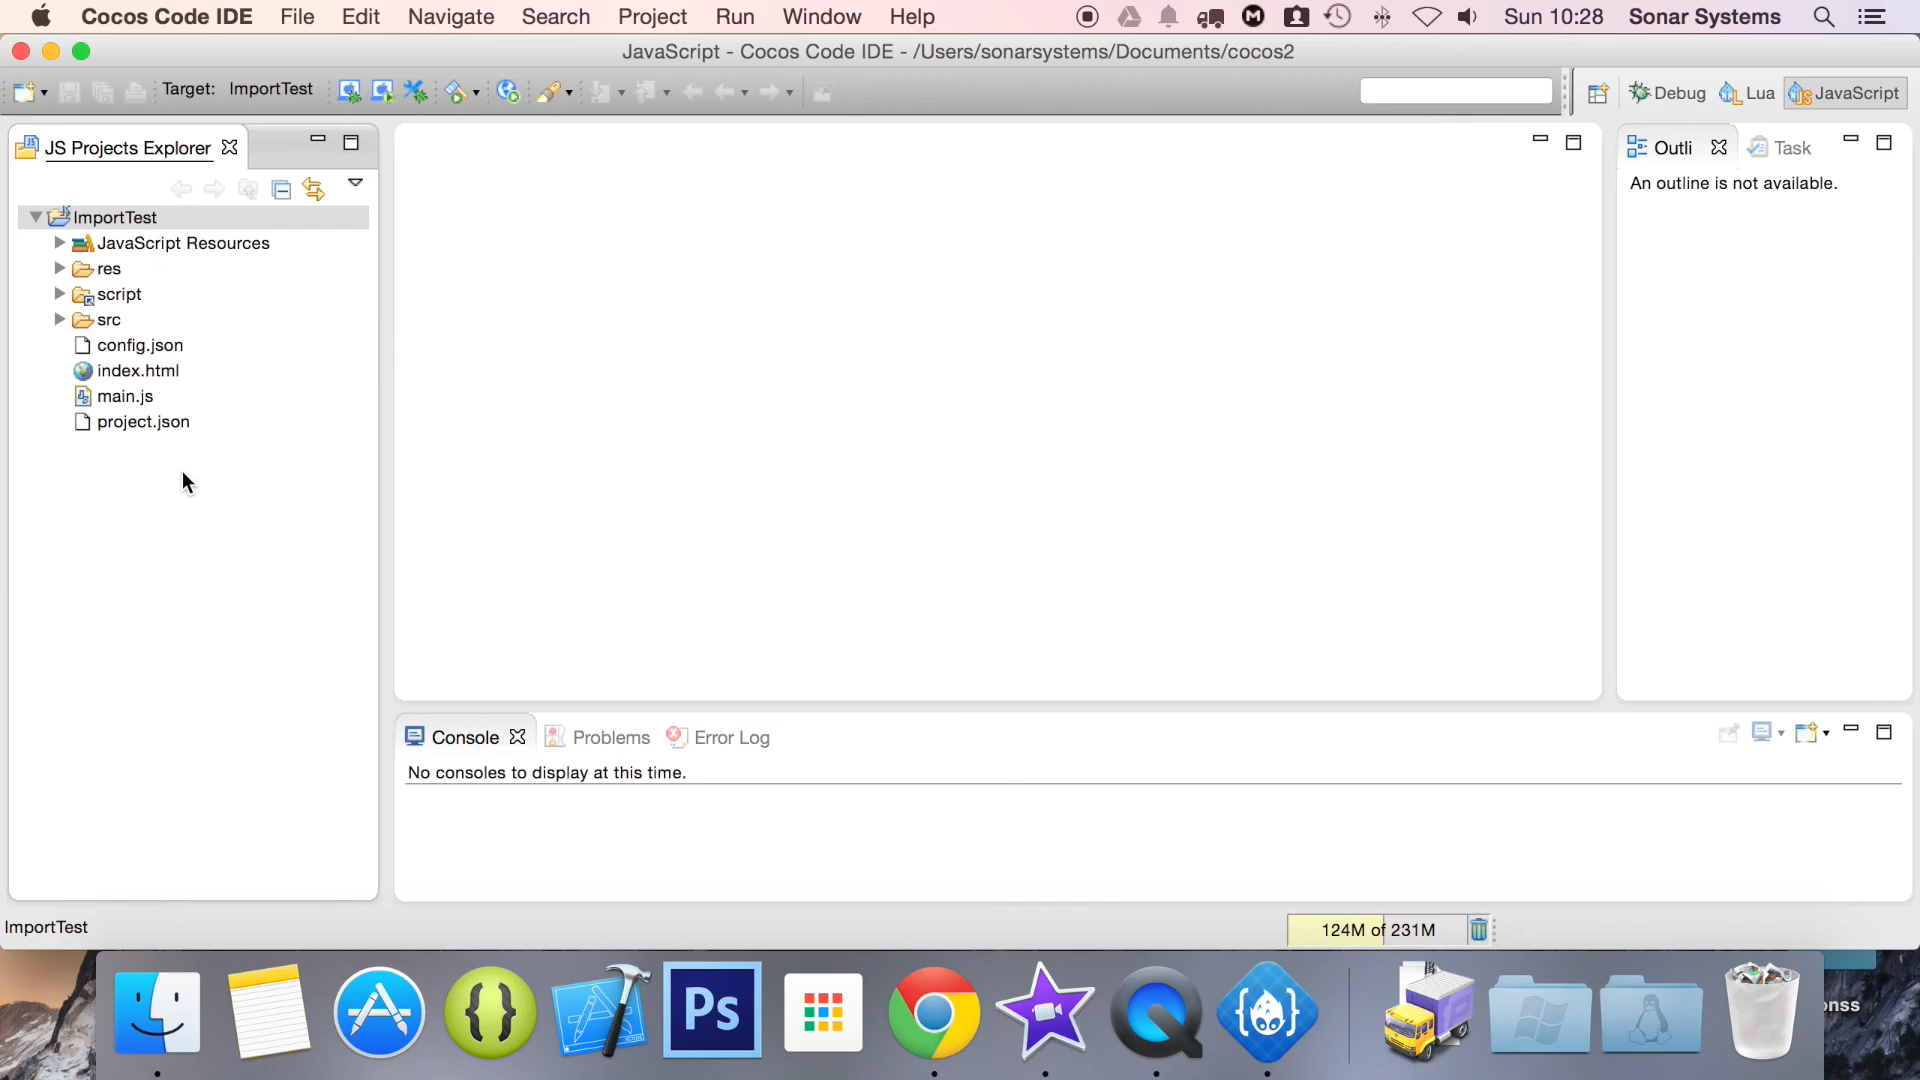 Cocos Code IDE File Edit Navigate Search Project Run Window Help Sun 10:28 Sonar Systems
JavaScript - Cocos Code IDE - /Users/sonarsystems/Documents/cocos2
Target: ImportTest Debug Lua JavaScript
JS Projects Explorer
Outli Task
An outline is not available.
ImportTest
JavaScript Resources
res
script
src
config.json
index.html
main.js
project.json
Console Problems Error Log
No consoles to display at this time.
ImportTest
124M of 231M
Ps
onss